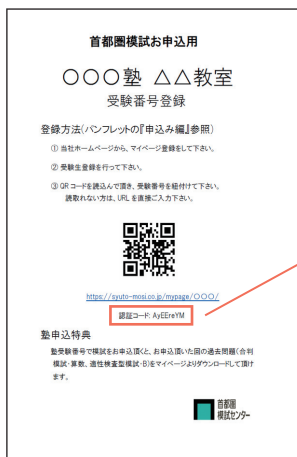 首都圏模試お申込用
〇〇〇塾 △△教室
受験番号登録
登録方法(パンフレットの『申込み編』参照)
① 当社ホームページから、マイページ登録をして下さい。
② 受験生登録を行って下さい。
③ QRコードを読込んで頂き、受験番号を紐付けて下さい。
読取れない方は、URLを直接ご入力下さい。
https://syuto-mosi.co.jp/mypage/〇〇〇/
認証コード: AyEEreYM
塾申込特典
塾受験番号で模試をお申込頂くと、お申込頂いた回の過去問題(合判
模試・算数、適性検査型模試・B)をマイページよりダウンロードして頂け
ます。
首都圏
模試センター